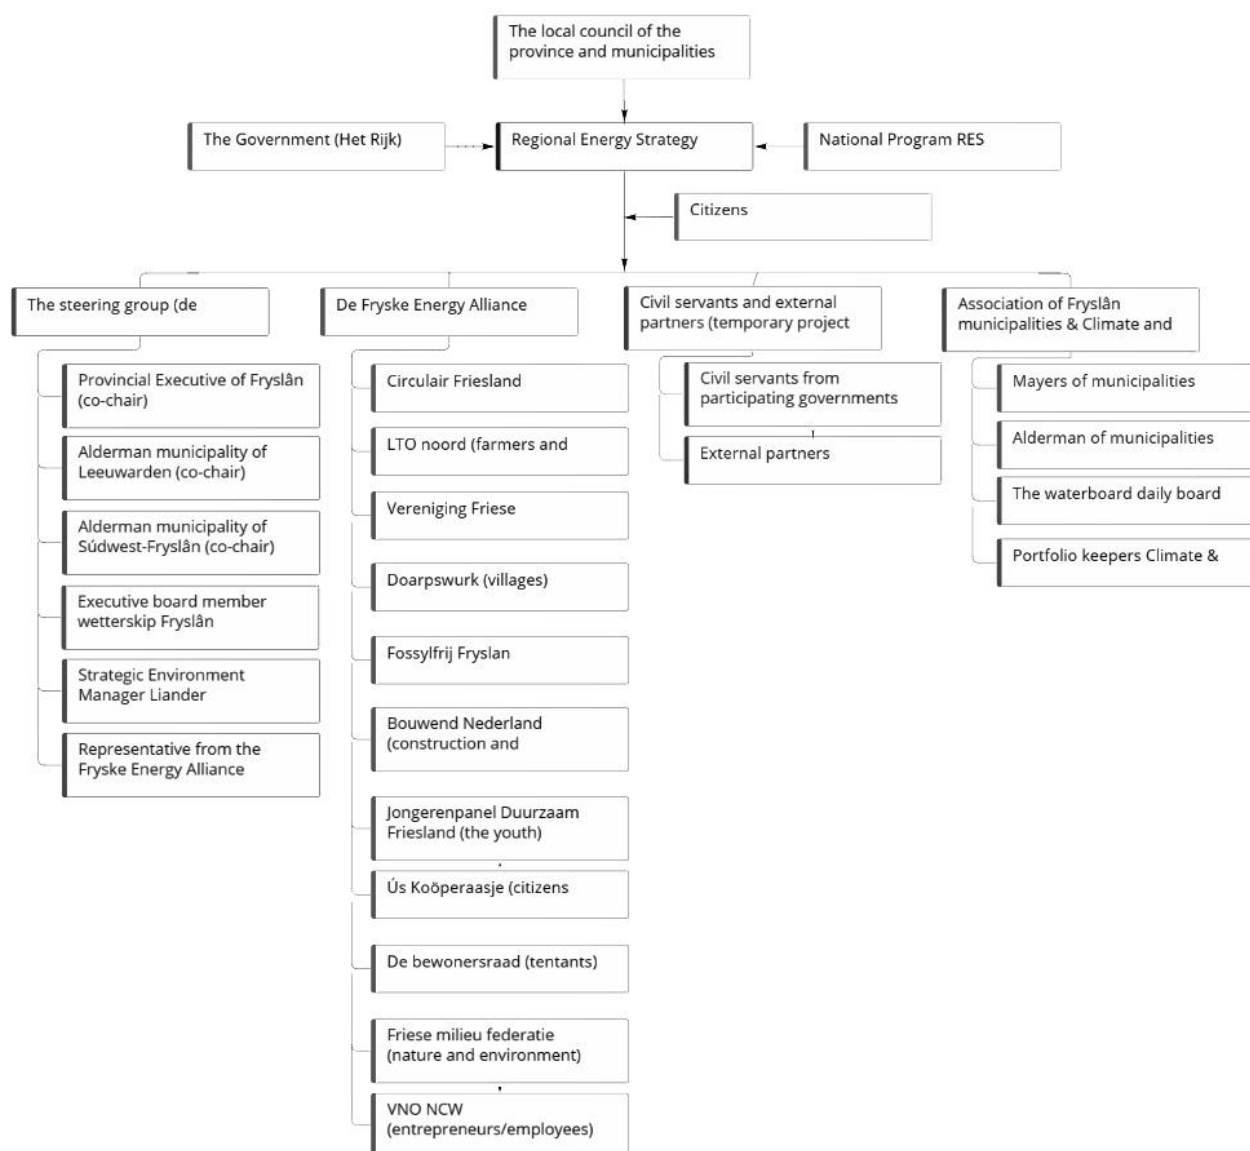 The local council of the
province and municipalities
The Government (Het Rijk)
Regional Energy Strategy
National Program RES
Citizens
The steering group (de
De Fryske Energy Alliance
Civil servants and external
partners (temporary project
Association of Fryslân
municipalities & Climate and
Provincial Executive of Fryslân
(co-chair)
Alderman municipality of
Leeuwarden (co-chair)
Alderman municipality of
Súdwest-Fryslân (co-chair)
Executive board member
wetterskip Fryslân
Strategic Environment
Manager Liander
Representative from the
Fryske Energy Alliance
Circulair Friesland
LTO noord (farmers and
Vereniging Friese
Doarpswurk (villages)
Fossylfrij Fryslan
Bouwend Nederland
(construction and
Jongerenpanel Duurzaam
Friesland (the youth)
Ús Koöperaasje (citizens
De bewonersraad (tentants)
Friese milieu federatie
(nature and environment)
VNO NCW
(entrepreneurs/employees)
Civil servants from
participating governments
External partners
Mayers of municipalities
Alderman of municipalities
The waterboard daily board
Portfolio keepers Climate &